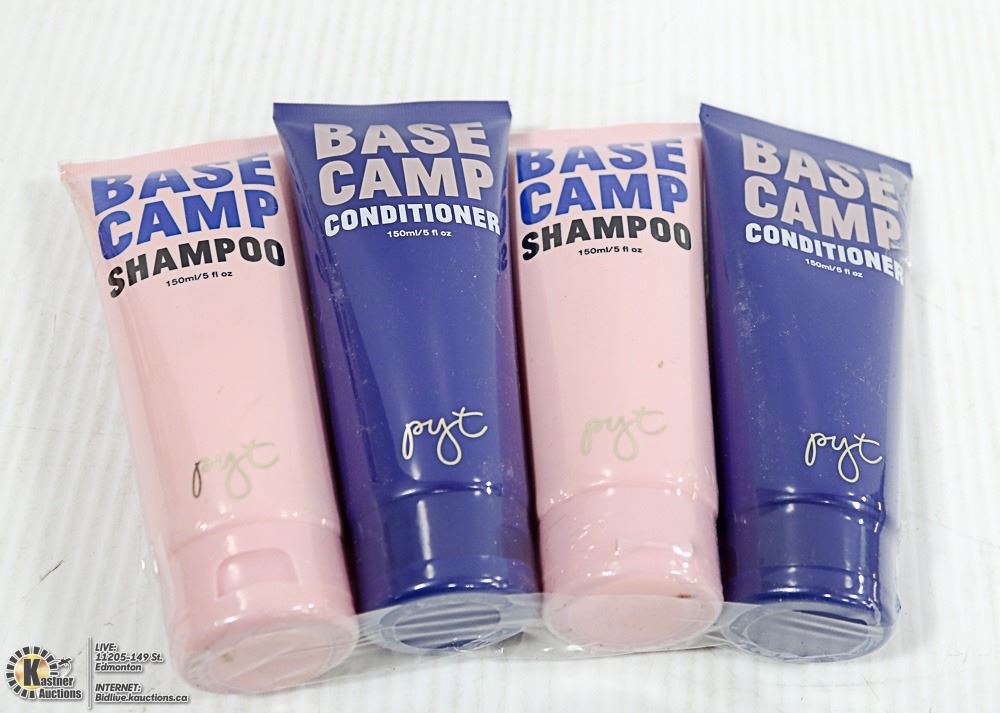 BASE
CAMP
SHAMPOO
150ml/5 fl oz
pyt
BASE
CAMP
CONDITIONER
150ml/5 fl oz
pyt
BASE
CAMP
SHAMPOO
150ml/5 fl oz
pyt
BASE
CAMP
CONDITIONER
150ml/5 fl oz
pyt
Kastner
Auctions
LIVE:
11205-149 St.
Edmonton
INTERNET:
Bidlive.kauctions.ca